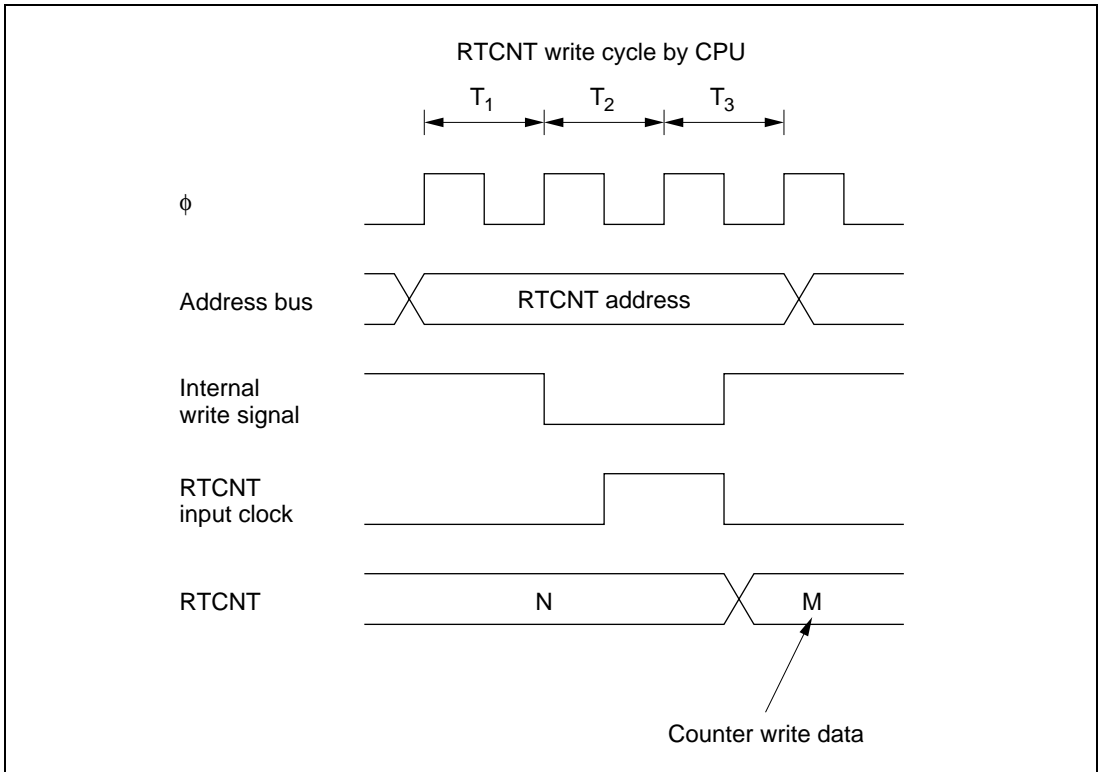 RTCNT write cycle by CPU
T₁ T₂ T₃
ϕ
Address bus RTCNT address
Internal
write signal
RTCNT
input clock
RTCNT N M
Counter write data